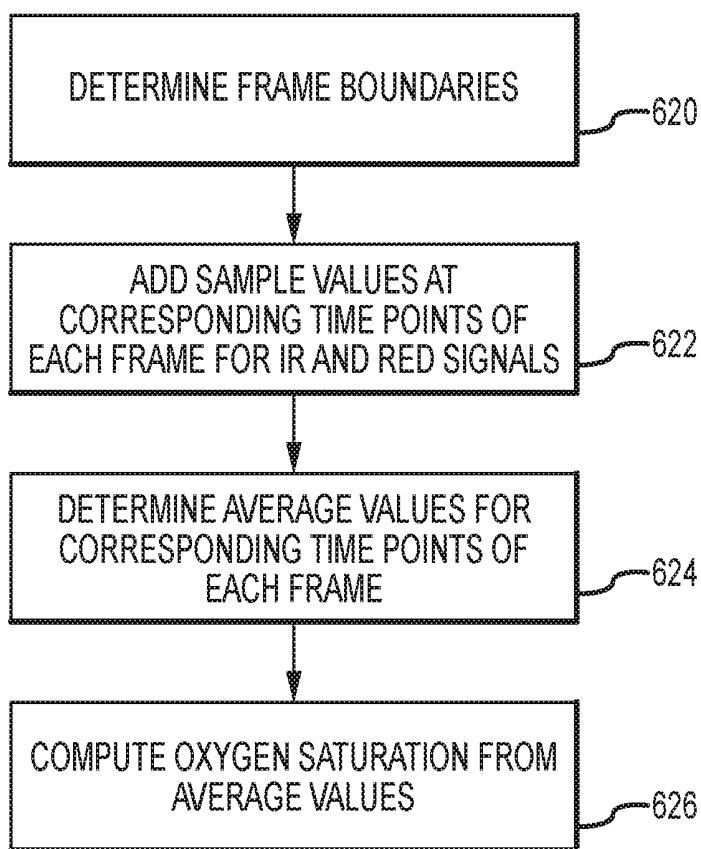 DETERMINE FRAME BOUNDARIES
620
ADD SAMPLE VALUES AT
CORRESPONDING TIME POINTS OF
EACH FRAME FOR IR AND RED SIGNALS
622
DETERMINE AVERAGE VALUES FOR
CORRESPONDING TIME POINTS OF
EACH FRAME
624
COMPUTE OXYGEN SATURATION FROM
AVERAGE VALUES
626